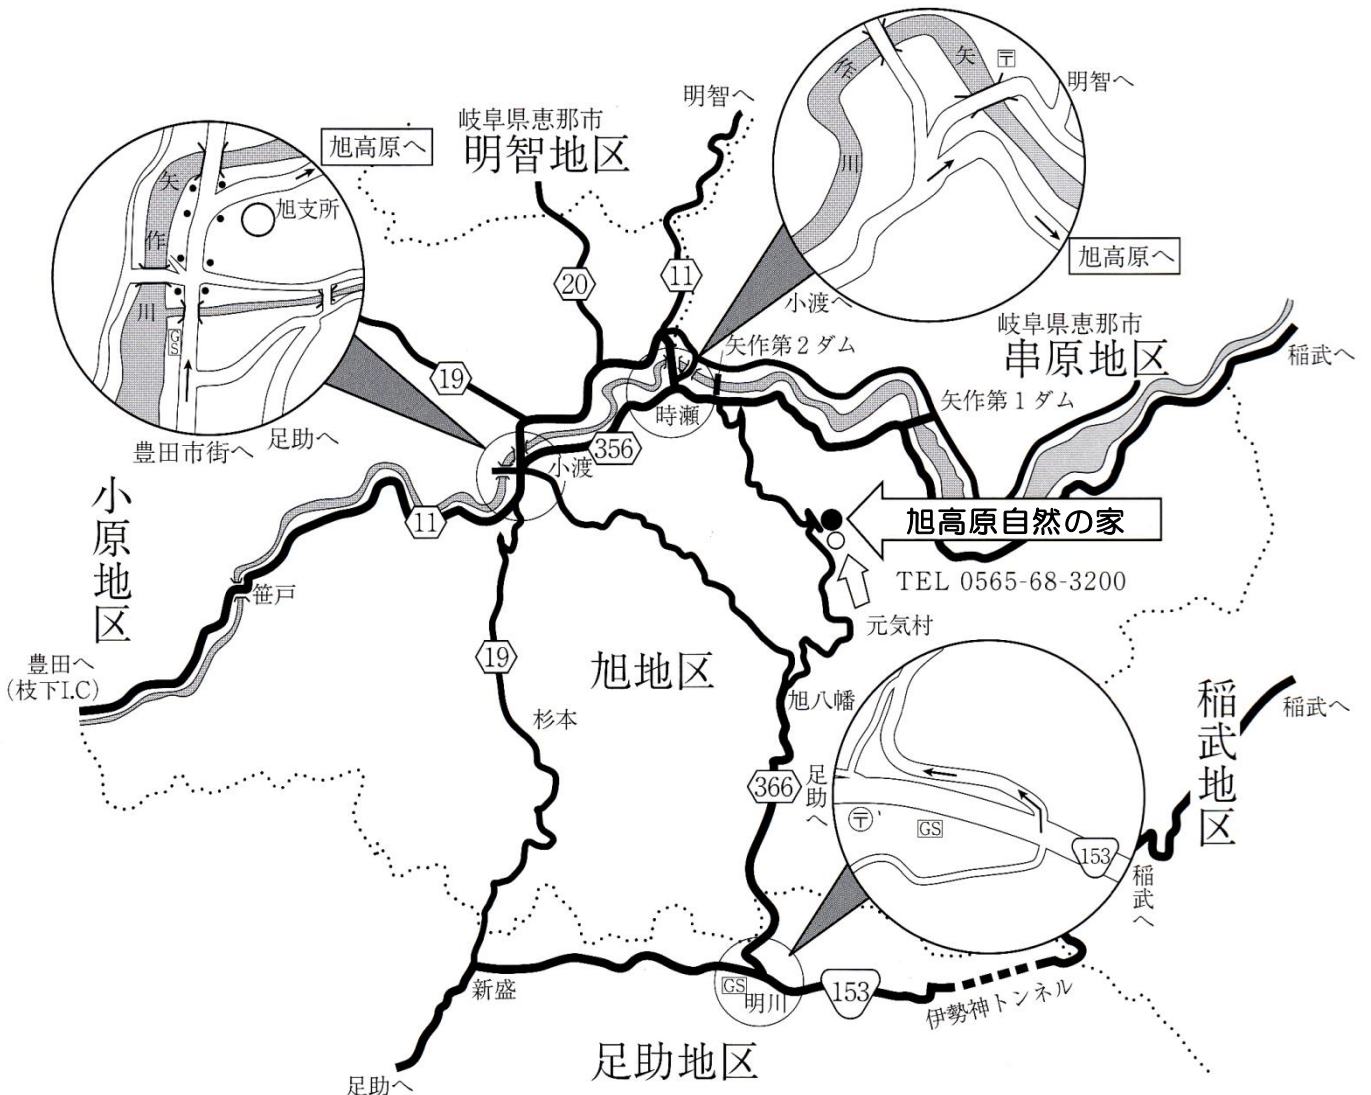 明智へ
岐阜県恵那市
明智地区
旭高原へ
矢
作
川
旭支所
GS
豊田市街へ
足助へ
作
矢
川
〒
明智へ
旭高原へ
小渡へ
20
11
19
矢作第2ダム
岐阜県恵那市
串原地区
稲武へ
矢作第1ダム
時瀬
356
小渡
11
小原地区
笹戸
豊田へ
(枝下I.C)
旭高原自然の家
TEL 0565-68-3200
元気村
19
旭地区
杉本
旭八幡
366
足助へ
〒
GS
153
稲武へ
稲武地区
稲武へ
新盛
GS
明川
153
伊勢神トンネル
足助地区
足助へ